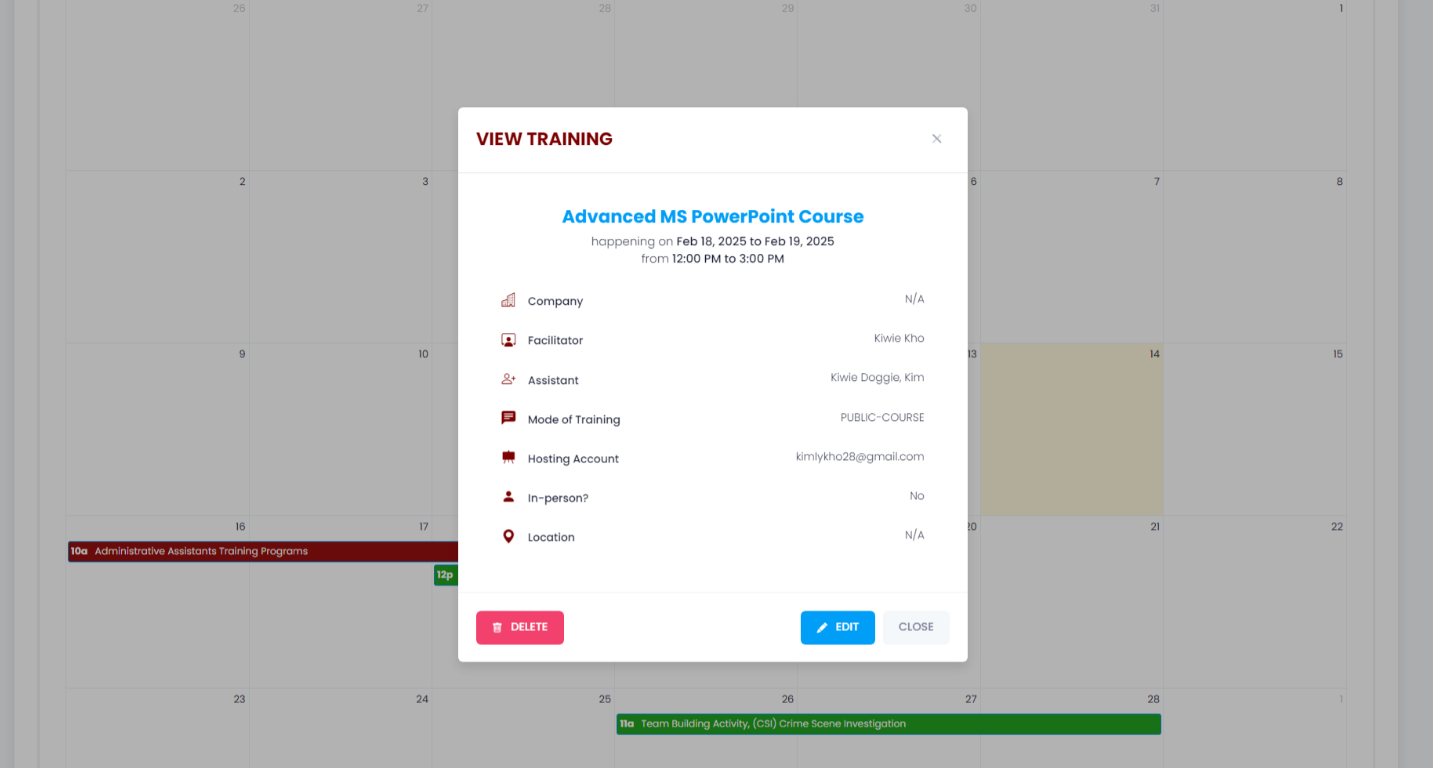 26 27 28 29 30 31 1
VIEW TRAINING
2 3 6 7 8
Advanced MS PowerPoint Course
happening on Feb 18, 2025 to Feb 19, 2025
from 12:00 PM to 3:00 PM
Company N/A
Facilitator Kiwie Kho
9 10 13 14 15
Assistant Kiwie Doggie, Kim
Mode of Training PUBLIC-COURSE
Hosting Account kimlykho28@gmail.com
In-person? No
16 17 20 21 22
Location N/A
10a Administrative Assistants Training Programs
12p
DELETE EDIT CLOSE
23 24 25 26 27 28 1
11a Team Building Activity, (CSI) Crime Scene Investigation